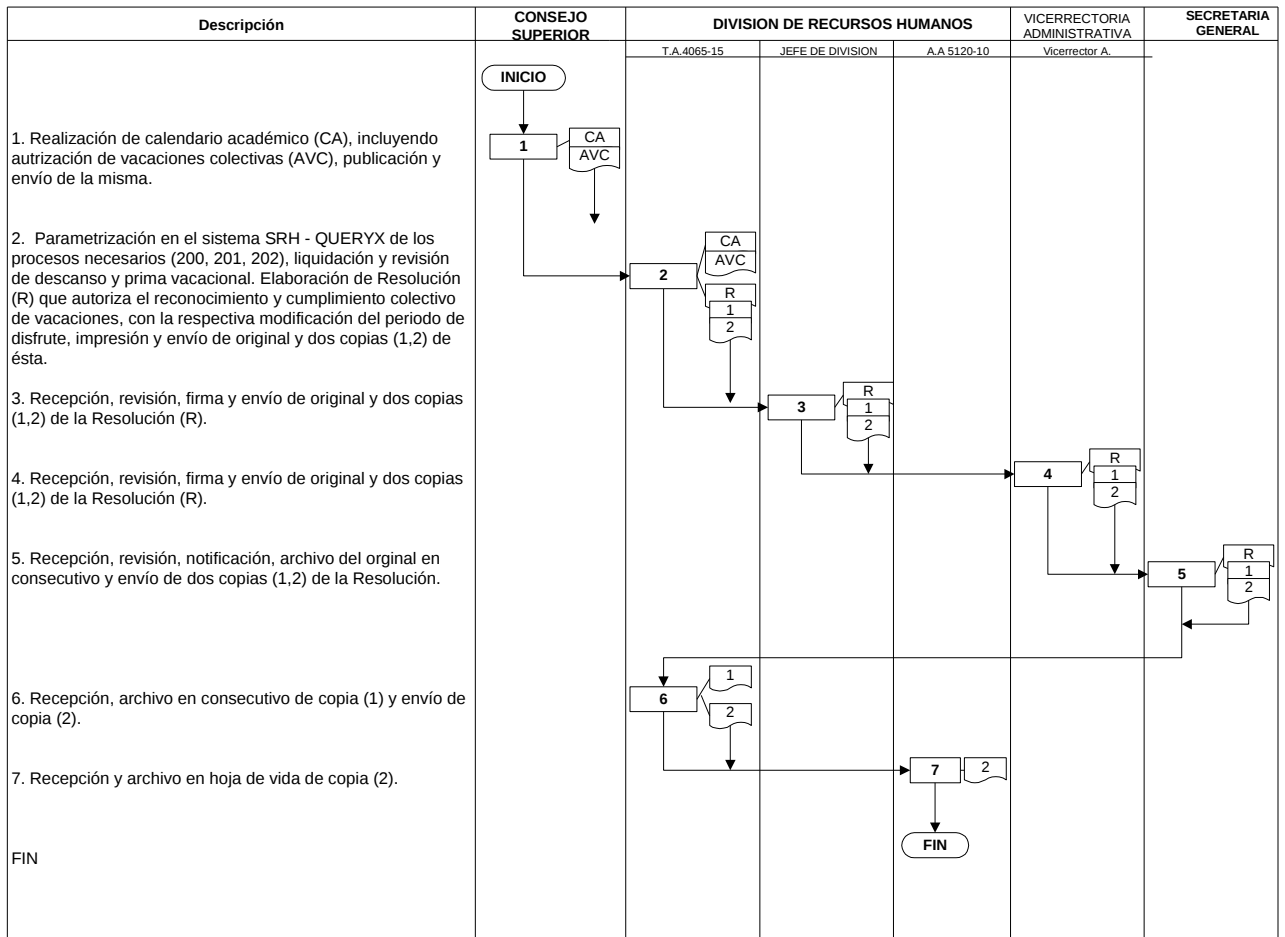 Descripción
CONSEJO
SUPERIOR
DIVISION DE RECURSOS HUMANOS
VICERRECTORIA
ADMINISTRATIVA
SECRETARIA
GENERAL
T.A.4065-15
JEFE DE DIVISION
A.A 5120-10
Vicerrector A.
INICIO
1. Realización de calendario académico (CA), incluyendo
autrización de vacaciones colectivas (AVC), publicación y
envío de la misma.
1
CA
AVC
2. Parametrización en el sistema SRH - QUERYX de los
procesos necesarios (200, 201, 202), liquidación y revisión
de descanso y prima vacacional. Elaboración de Resolución
(R) que autoriza el reconocimiento y cumplimiento colectivo
de vacaciones, con la respectiva modificación del periodo de
disfrute, impresión y envío de original y dos copias (1,2) de
ésta.
2
CA
AVC
R
1
2
3. Recepción, revisión, firma y envío de original y dos copias
(1,2) de la Resolución (R).
3
R
1
2
4. Recepción, revisión, firma y envío de original y dos copias
(1,2) de la Resolución (R).
4
R
1
2
5. Recepción, revisión, notificación, archivo del orginal en
consecutivo y envío de dos copias (1,2) de la Resolución.
5
R
1
2
6. Recepción, archivo en consecutivo de copia (1) y envío de
copia (2).
6
1
2
7. Recepción y archivo en hoja de vida de copia (2).
7
2
FIN
FIN